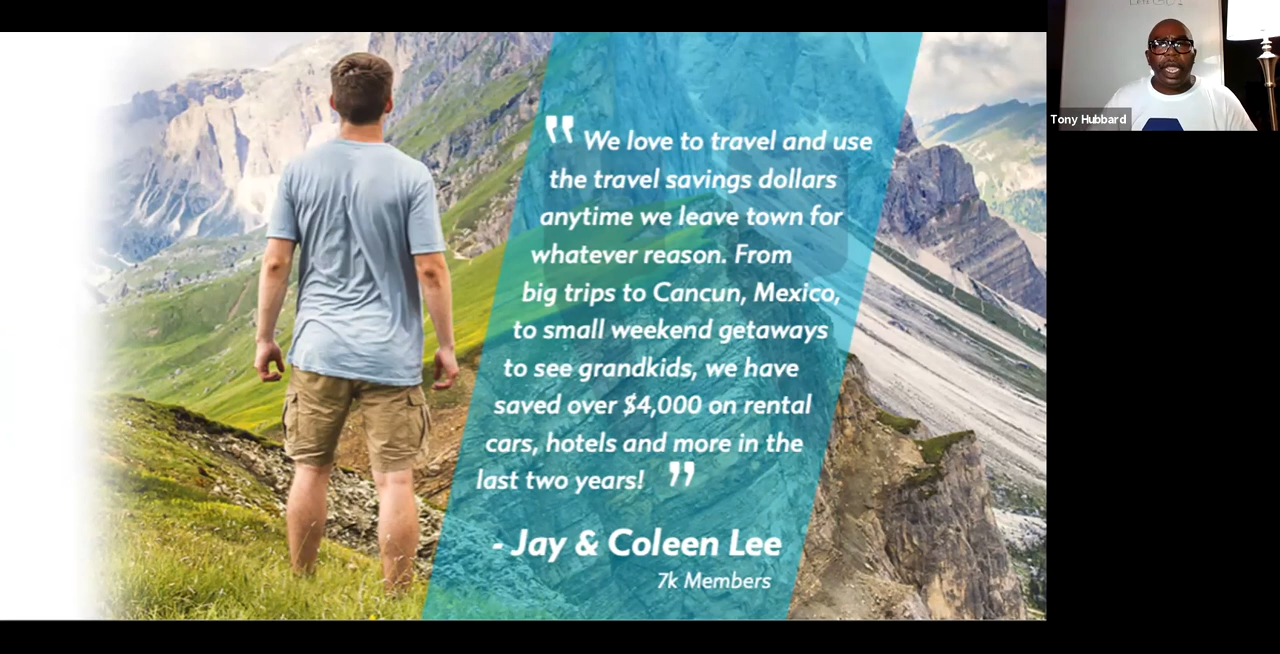 “ We love to travel and use
the travel savings dollars
anytime we leave town for
whatever reason. From
big trips to Cancun, Mexico,
to small weekend getaways
to see grandkids, we have
saved over $4,000 on rental
cars, hotels and more in the
last two years! ”
- Jay & Coleen Lee
7k Members
Tony Hubbard